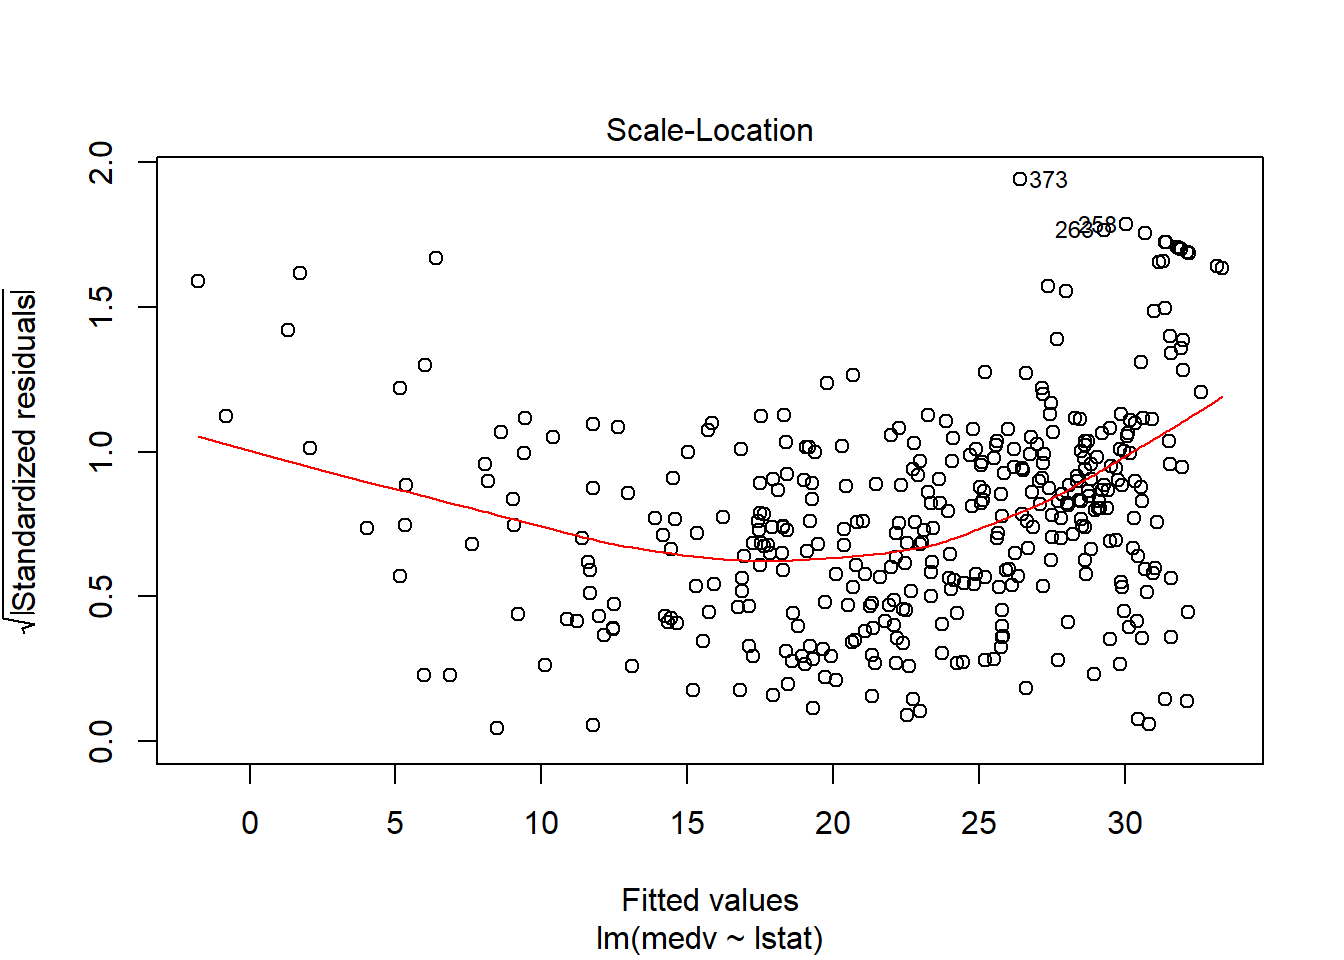 Scale-Location
√|Standardized residuals|
2.0
1.5
1.0
0.5
0.0
373
258
263
0 5 10 15 20 25 30
Fitted values
lm(medv ~ lstat)